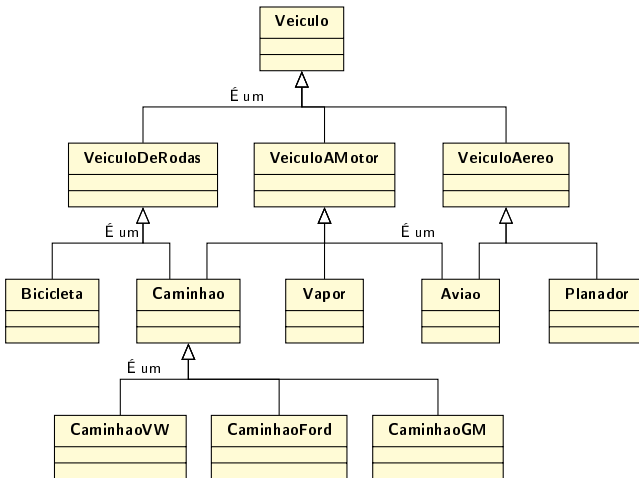 Veiculo
É um
VeiculoDeRodas VeiculoAMotor VeiculoAereo
É um É um
Bicicleta Caminhao Vapor Aviao Planador
É um
CaminhaoVW CaminhaoFord CaminhaoGM